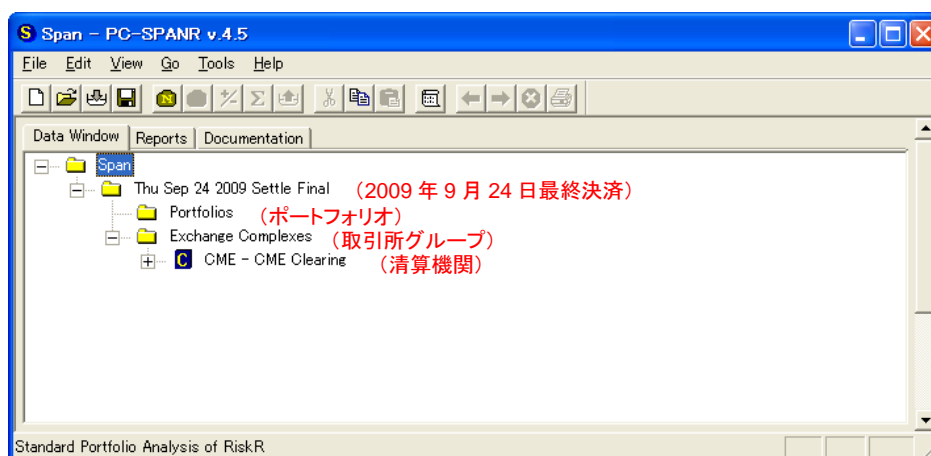 Span - PC-SPANR v.4.5
File Edit View Go Tools Help
Data Window Reports Documentation
Span
Thu Sep 24 2009 Settle Final （2009 年 9 月 24 日最終決済）
Portfolios （ポートフォリオ）
Exchange Complexes （取引所グループ）
CME - CME Clearing （清算機関）
Standard Portfolio Analysis of RiskR